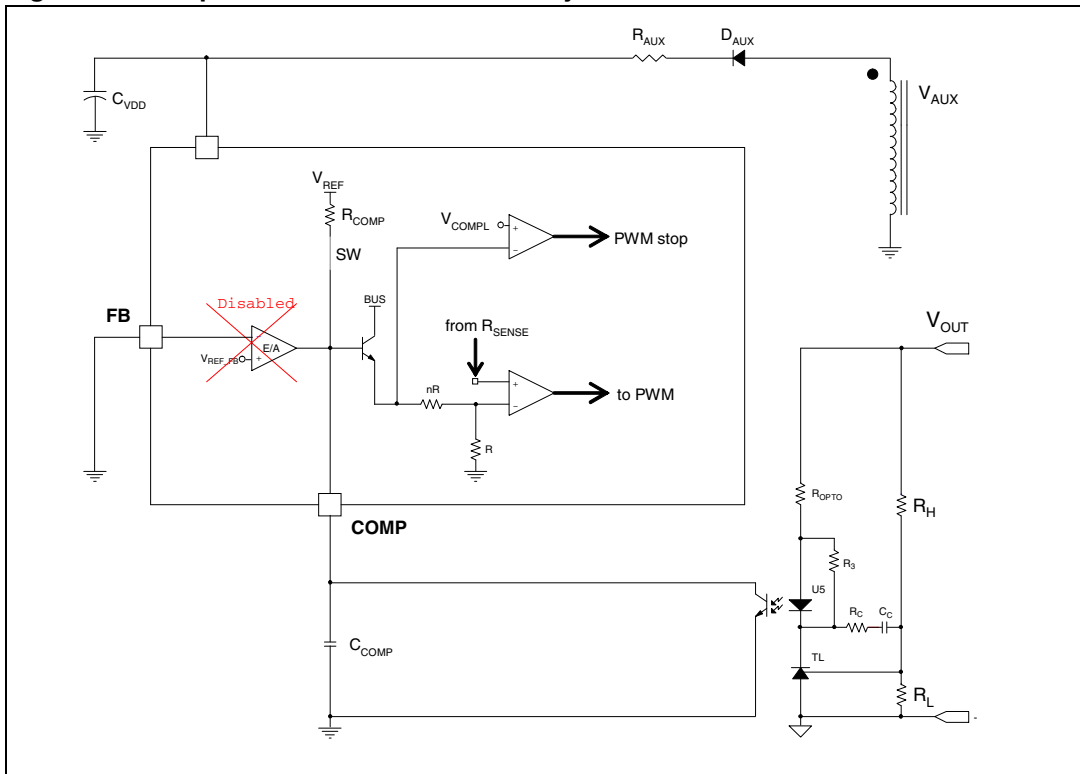 R_AUX
D_AUX
C_VDD
V_AUX
V_REF
R_COMP
V_COMPL
+
-
PWM stop
SW
Disabled
BUS
FB
from R_SENSE
V_OUT
-
E/A
V_REF_FB
+
+
-
to PWM
nR
R
R_OPTO
R_H
COMP
R_3
U5
R_C
C_C
C_COMP
TL
R_L
-